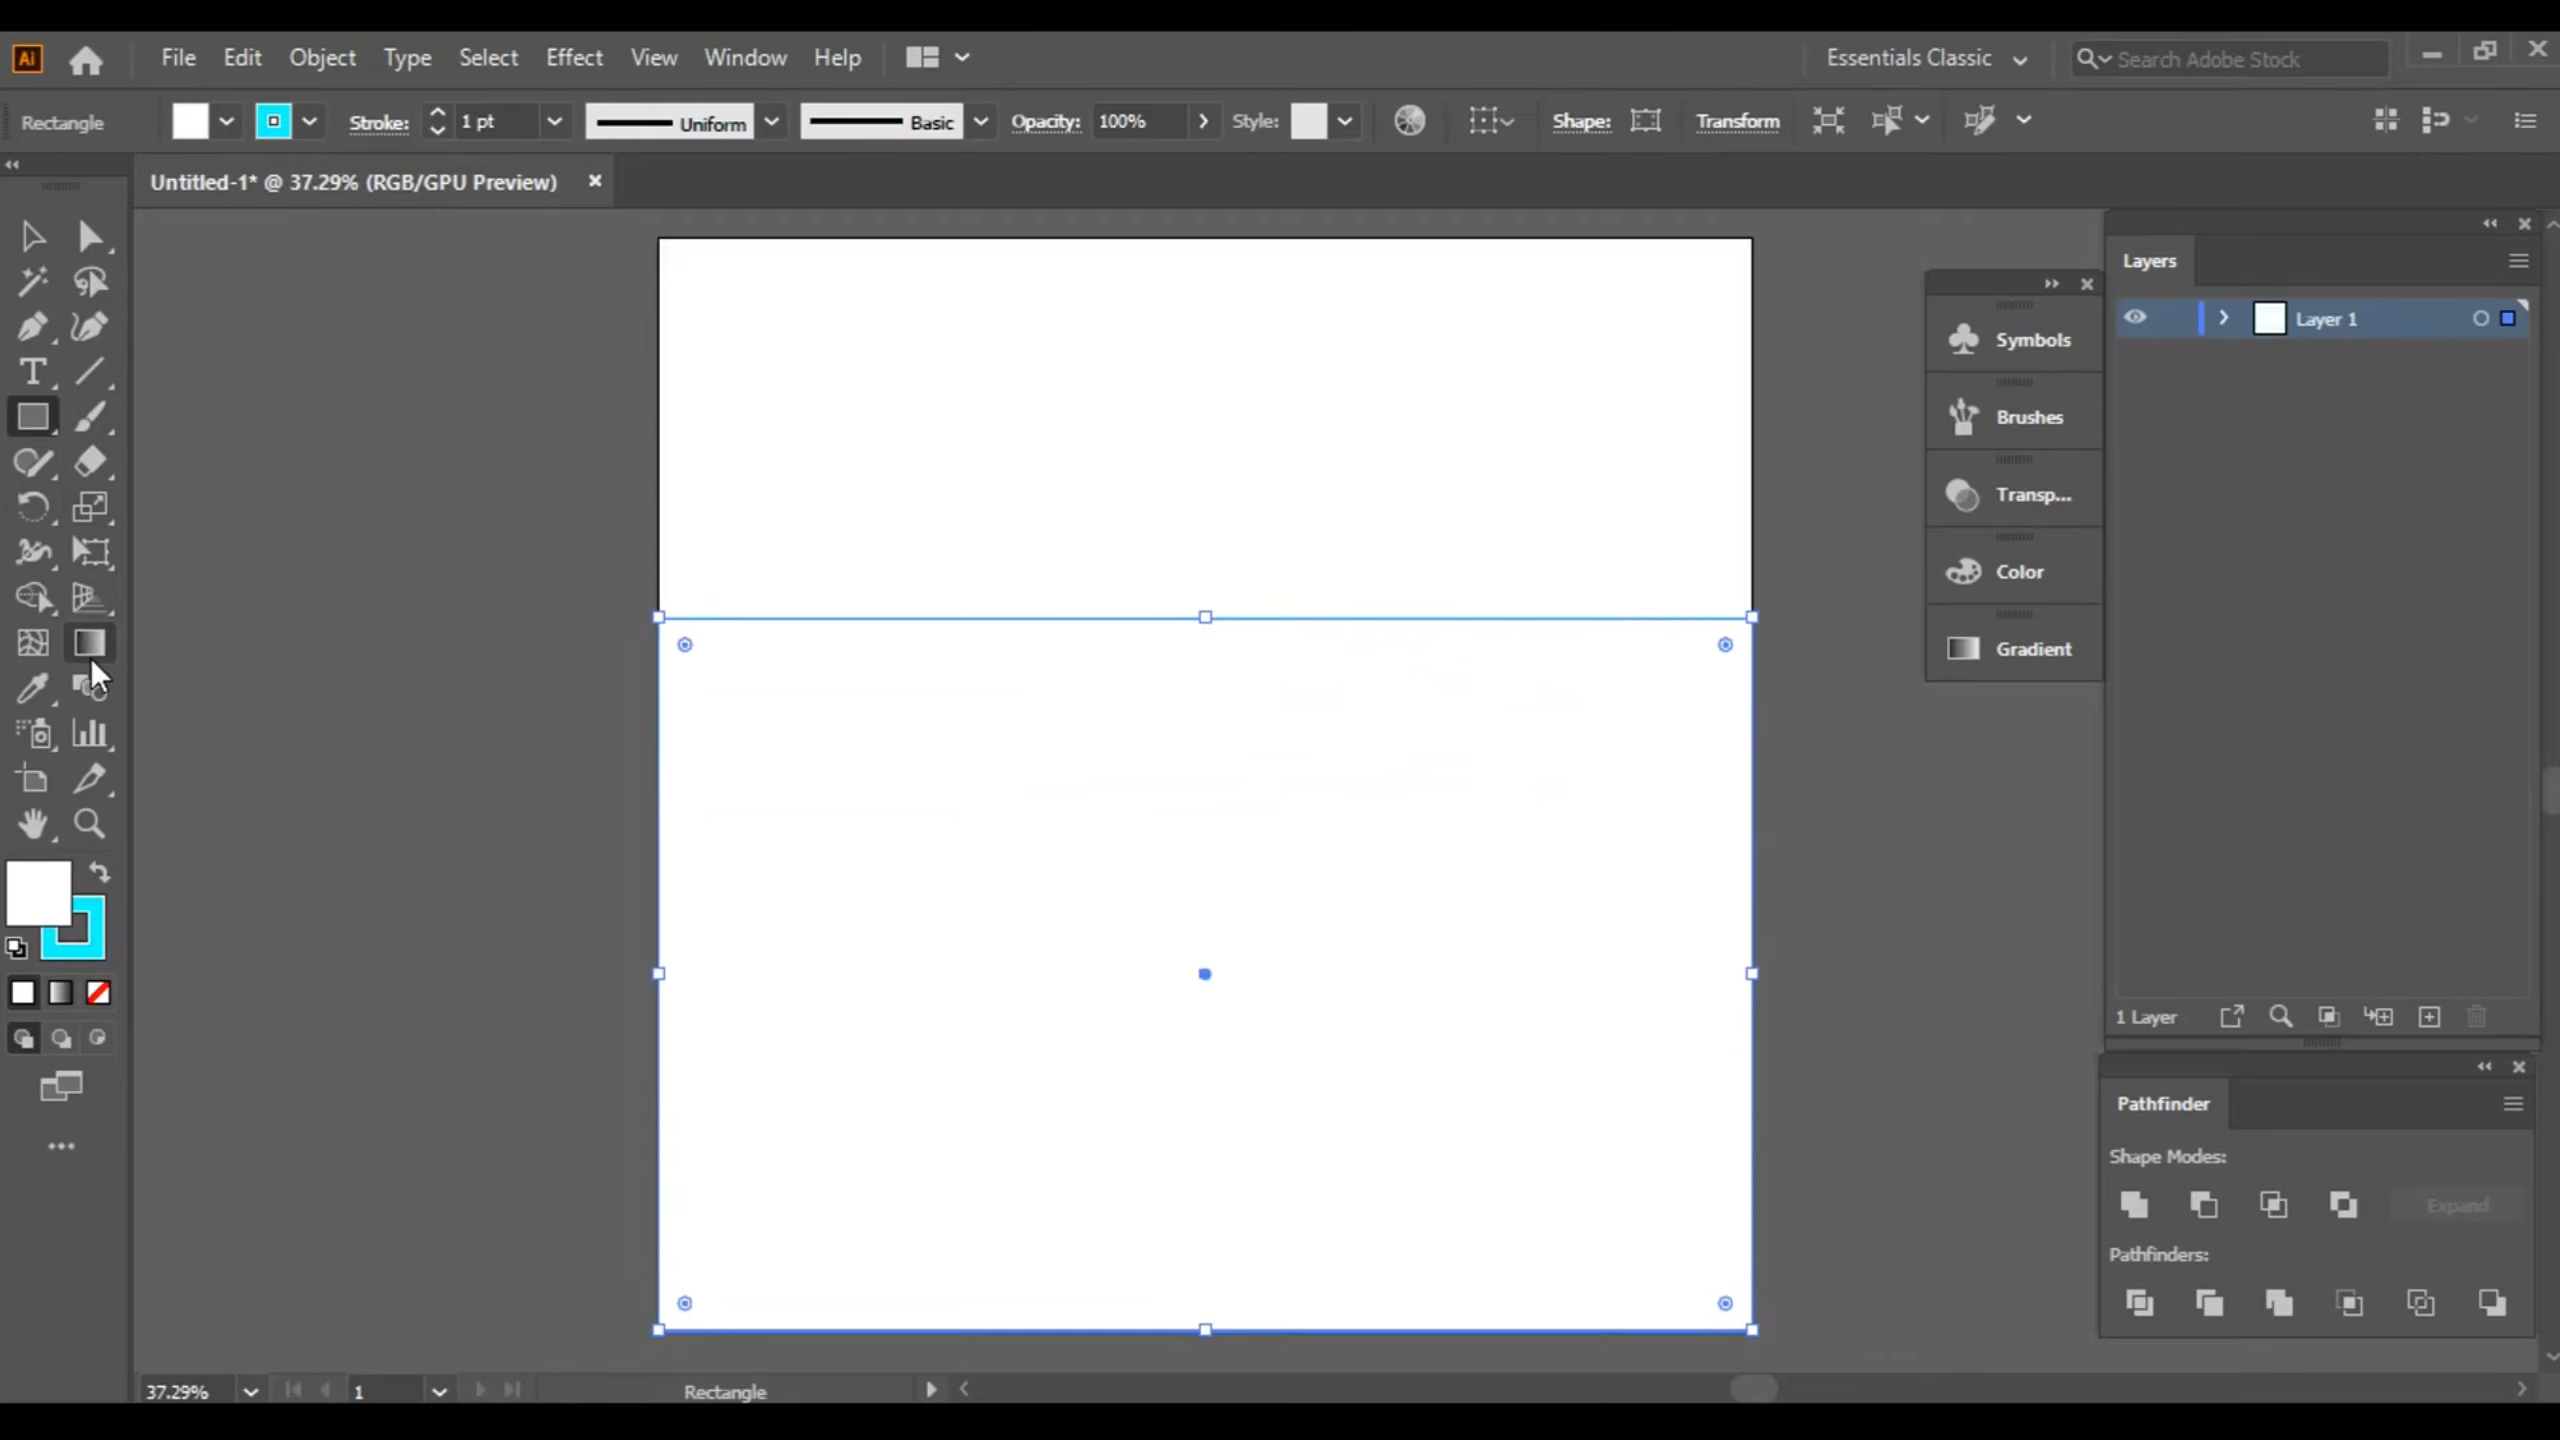 Ai File Edit Object Type Select Effect View Window Help Essentials Classic Search Adobe Stock
Rectangle Stroke: 1 pt Uniform Basic Opacity: 100% Style: Shape: Transform
Untitled-1* @ 37.29% (RGB/GPU Preview)
Layers
Layer 1
Symbols
Brushes
Transp...
Color
Gradient
1 Layer
Pathfinder
Shape Modes:
Expand
Pathfinders:
37.29% 1 Rectangle